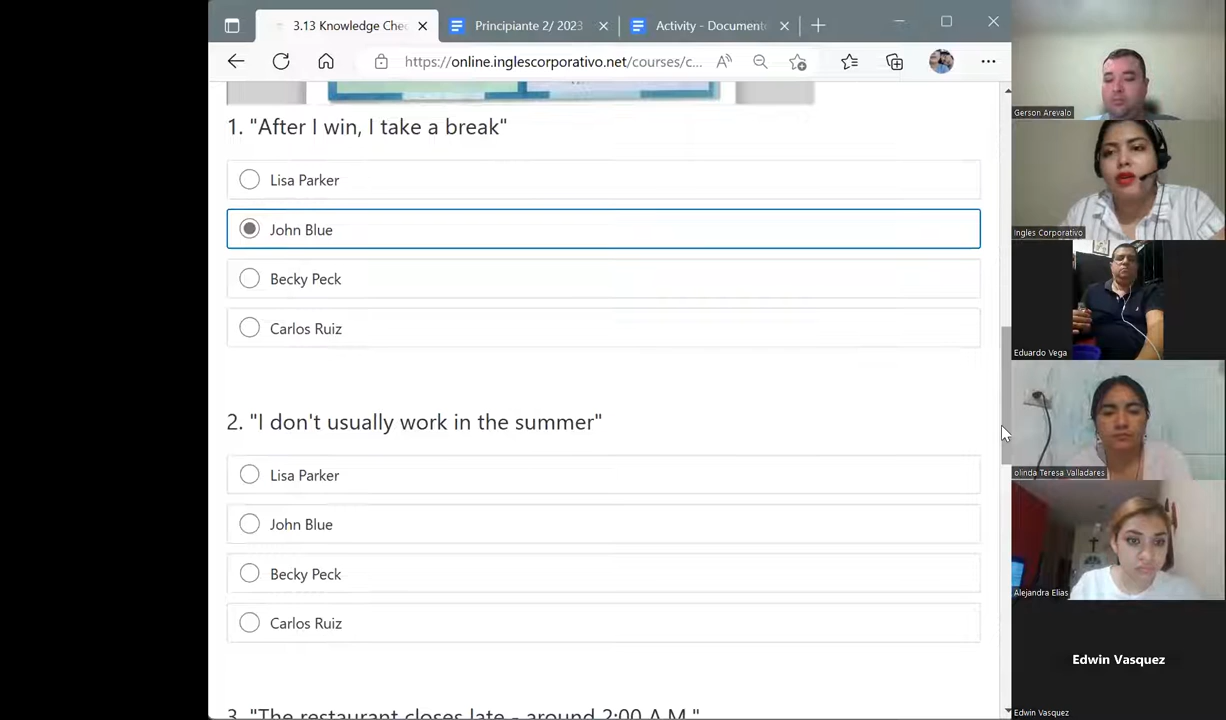 3.13 Knowledge Chec
Principiante 2/ 2023
Activity - Documento
https://online.inglescorporativo.net/courses/c...
1. "After I win, I take a break"
Lisa Parker
John Blue
Becky Peck
Carlos Ruiz
2. "I don't usually work in the summer"
Lisa Parker
John Blue
Becky Peck
Carlos Ruiz
3. "The restaurant closes late - around 2:00 A.M."
Gerson Arevalo
Ingles Corporativo
Eduardo Vega
olinda Teresa Valladares
Alejandra Elias
Edwin Vasquez
Edwin Vasquez